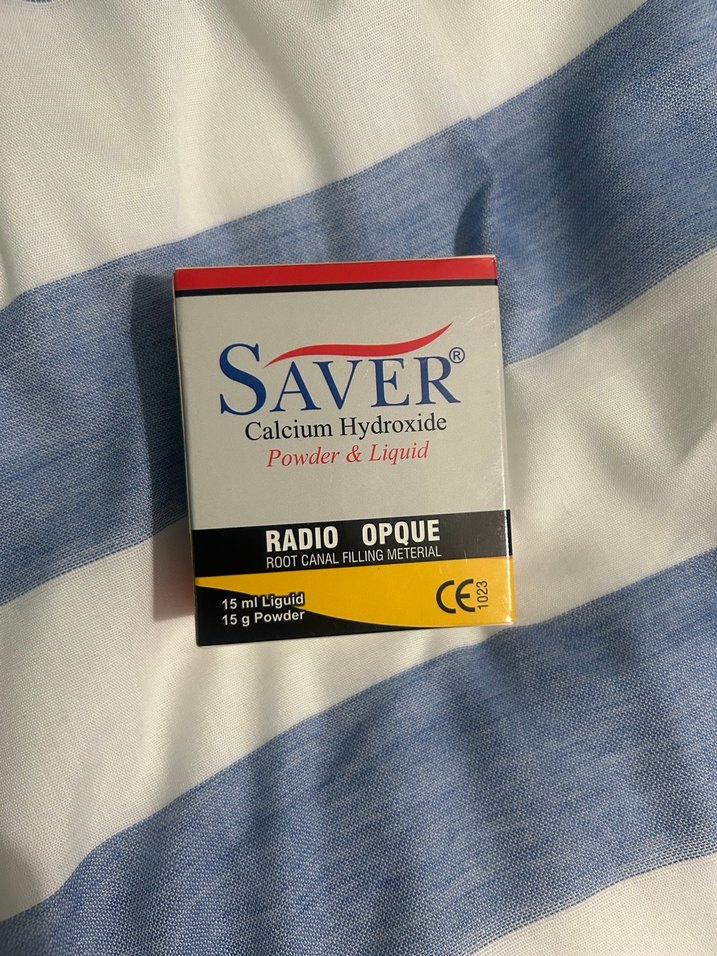 SAVER®
Calcium Hydroxide
Powder & Liquid
RADIO OPQUE
ROOT CANAL FILLING METERIAL
15 ml Liguid
15 g Powder
CE 1023